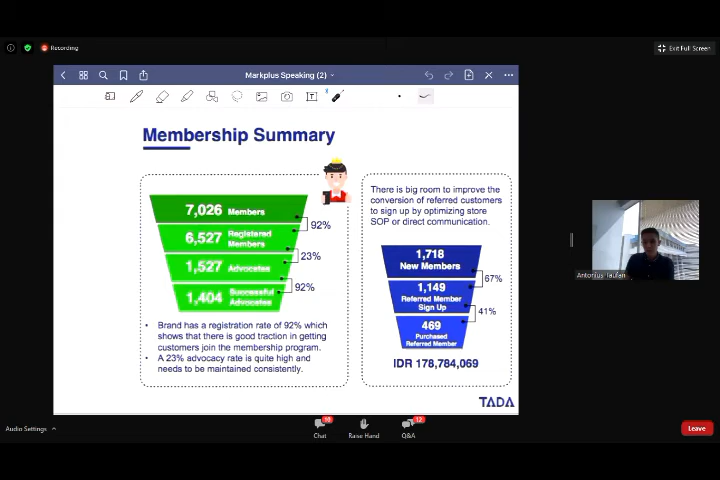 Recording
Exit Full Screen
Markplus Speaking (2)
Membership Summary
7,026 Members
92%
6,527 Registered
Members
23%
1,527 Advocates
92%
1,404 Successful
Advocates
• Brand has a registration rate of 92% which
shows that there is good traction in getting
customers join the membership program.
• A 23% advocacy rate is quite high and
needs to be maintained consistently.
There is big room to improve the
conversion of referred customers
to sign up by optimizing store
SOP or direct communication.
1,718
New Members
67%
1,149
Referred Member
Sign Up
41%
469
Purchased
Referred Member
IDR 178,784,069
TADA
Antonius Taufan
Audio Settings
10
Chat
Raise Hand
12
Q&A
Leave